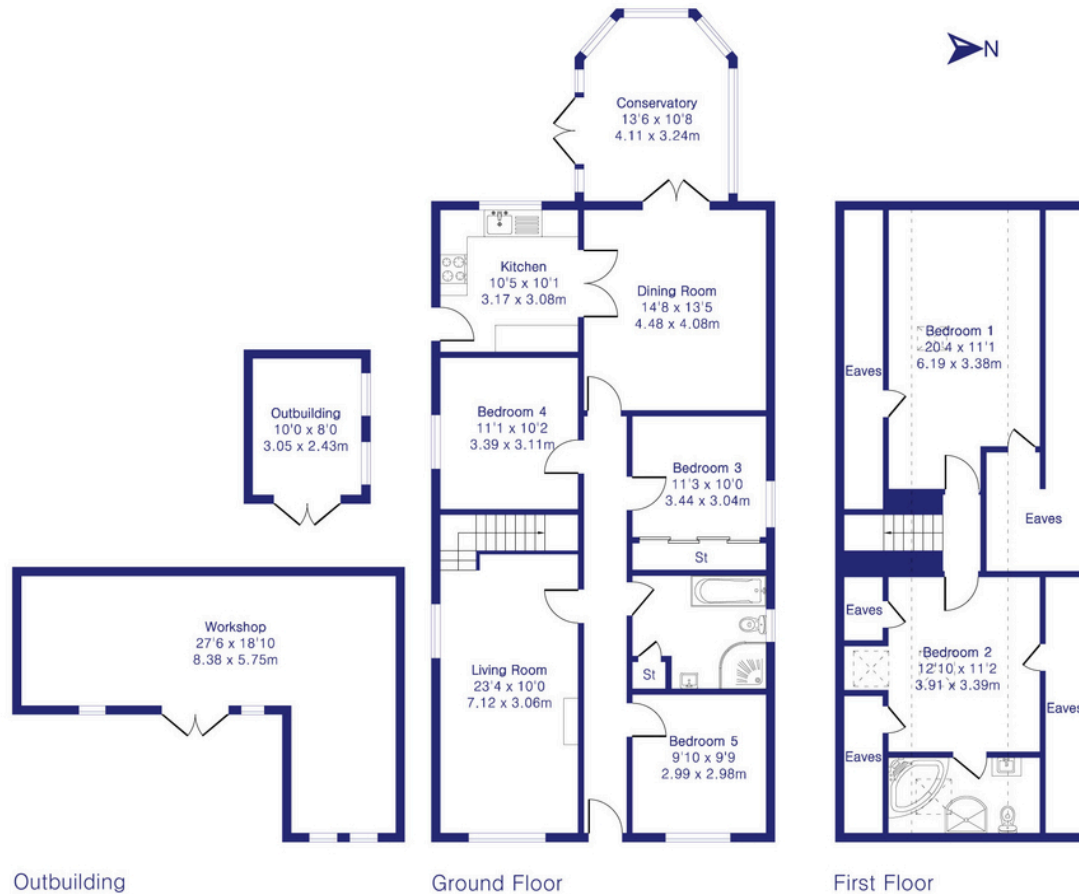 N
Conservatory
13'6 x 10'8
4.11 x 3.24m
Kitchen
10'5 x 10'1
3.17 x 3.08m
Dining Room
14'8 x 13'5
4.48 x 4.08m
Bedroom 4
11'1 x 10'2
3.39 x 3.11m
Bedroom 3
11'3 x 10'0
3.44 x 3.04m
St
St
Living Room
23'4 x 10'0
7.12 x 3.06m
Bedroom 5
9'10 x 9'9
2.99 x 2.98m
Outbuilding
10'0 x 8'0
3.05 x 2.43m
Workshop
27'6 x 18'10
8.38 x 5.75m
Bedroom 1
20'4 x 11'1
6.19 x 3.38m
Eaves
Eaves
Eaves
Bedroom 2
12'10 x 11'2
3.91 x 3.39m
Eaves
Eaves
Outbuilding
Ground Floor
First Floor